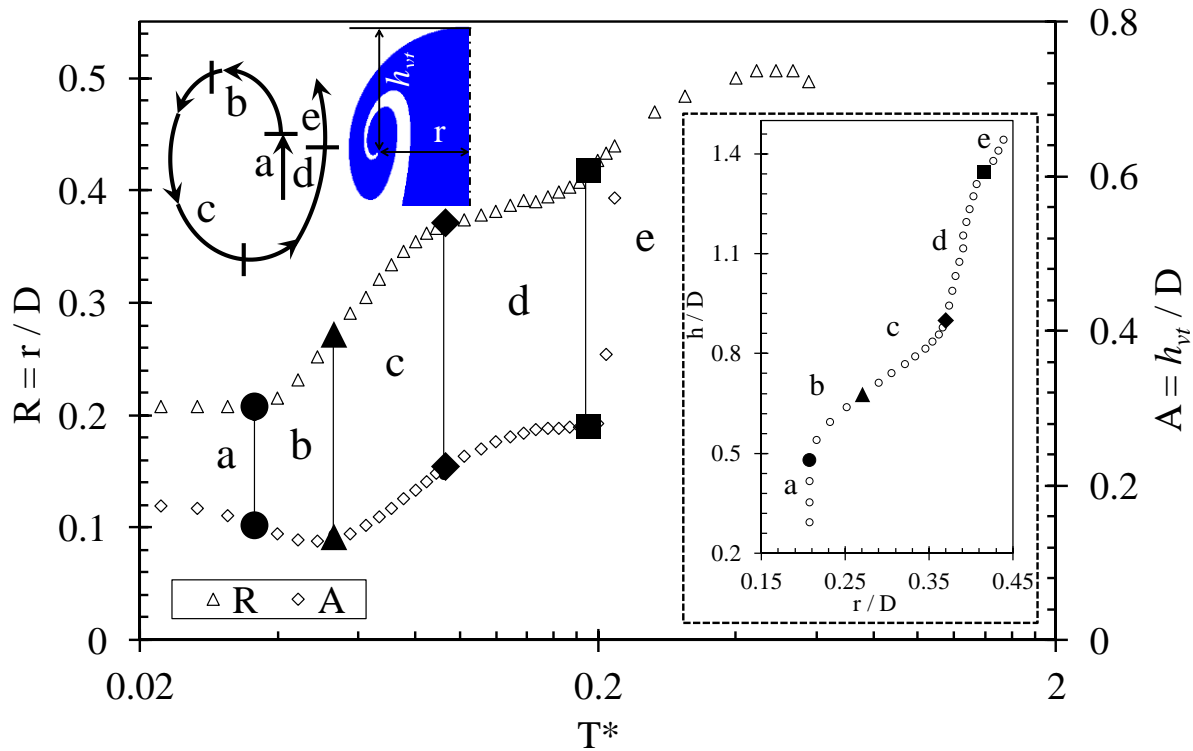 R = r / D
0.5
0.4
0.3
0.2
0.1
0
0.02
0.2
2
T*
0.8
0.6
0.4
0.2
0
A = h_vt / D
a
b
c
d
e
h_vt
r
a
b
c
d
e
R
A
h / D
1.4
1.1
0.8
0.5
0.2
0.15
0.25
0.35
0.45
r / D
a
b
c
d
e